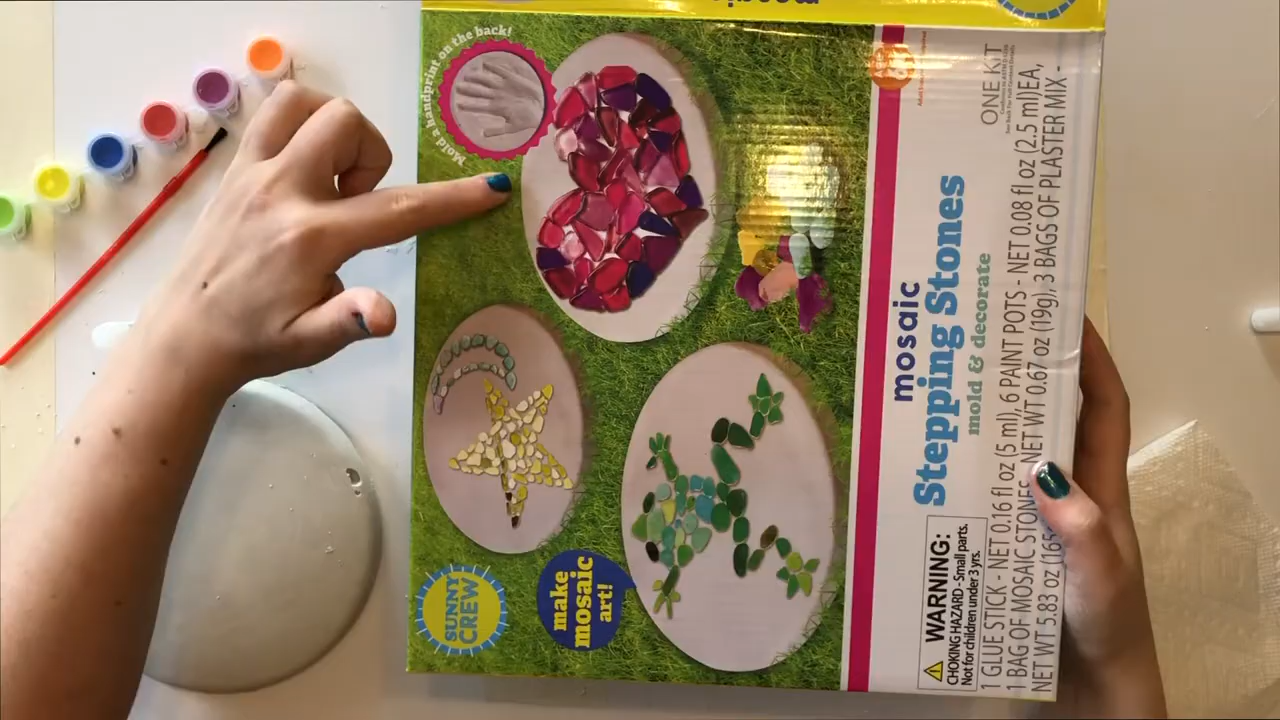 mosaic
Mold a handprint on the back!
SUNNY
CREW
make
mosaic
art!
mosaic
Stepping Stones
mold & decorate
ONE KIT
WARNING:
CHOKING HAZARD - Small parts.
Not for children under 3 yrs.
1 GLUE STICK - NET 0.16 fl oz (5 ml), 6 PAINT POTS - NET 0.08 fl oz (2.5 ml) EA,
1 BAG OF MOSAIC STONES - NET WT 0.67 oz (19g), 3 BAGS OF PLASTER MIX -
NET WT 5.83 oz (165